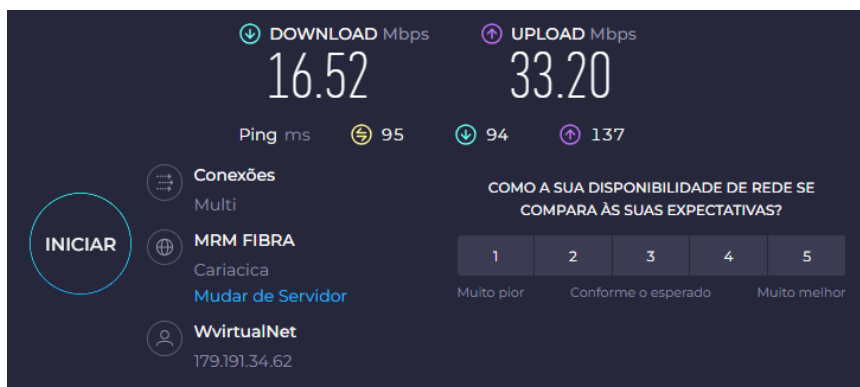 DOWNLOAD Mbps
UPLOAD Mbps
16.52
33.20
Ping ms 95 94 137
Conexões
Multi
MRM FIBRA
Cariacica
Mudar de Servidor
WvirtualNet
179.191.34.62
INICIAR
COMO A SUA DISPONIBILIDADE DE REDE SE
COMPARA ÀS SUAS EXPECTATIVAS?
1 2 3 4 5
Muito pior Conforme o esperado Muito melhor